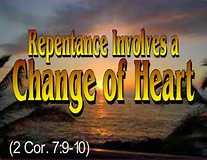 Repentance Involves a
Change of Heart
(2 Cor. 7:9-10)